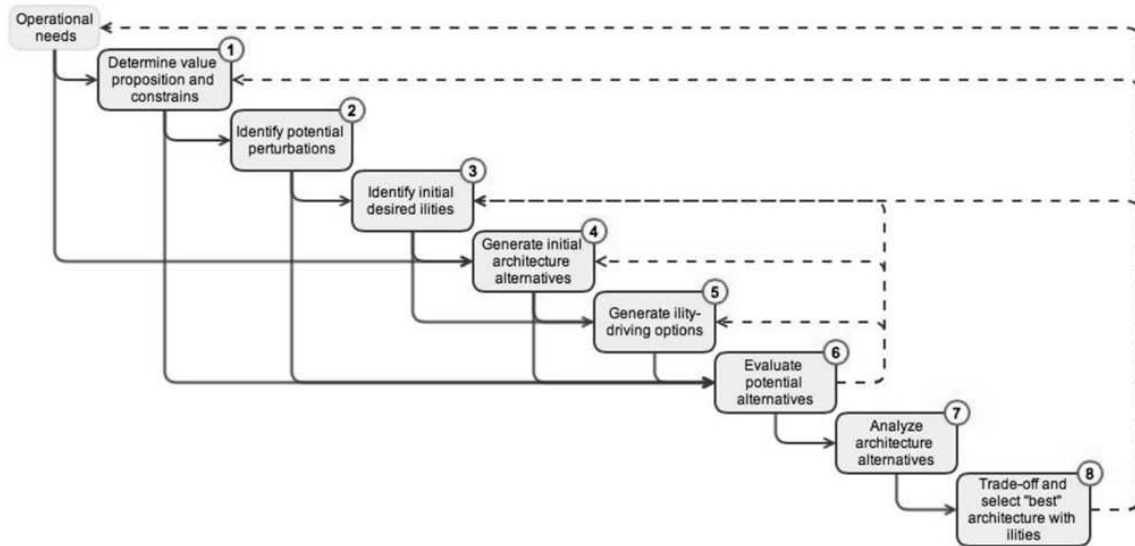 Operational
needs
1
Determine value
proposition and
constrains
2
Identify potential
perturbations
3
Identify initial
desired ilities
4
Generate initial
architecture
alternatives
5
Generate ility-
driving options
6
Evaluate
potential
alternatives
7
Analyze
architecture
alternatives
8
Trade-off and
select "best"
architecture with
ilities